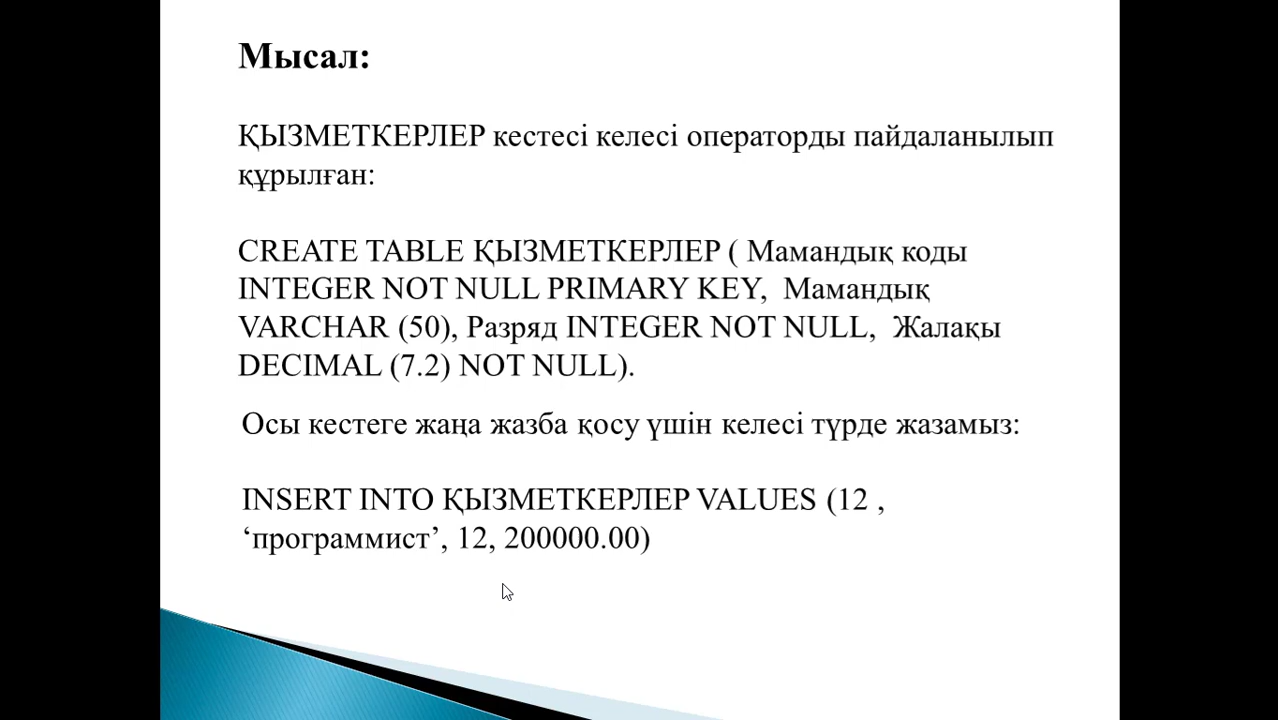 Мысал:
ҚЫЗМЕТКЕРЛЕР кестесі келесі операторды пайдаланылып
құрылған:
CREATE TABLE ҚЫЗМЕТКЕРЛЕР ( Мамандық коды
INTEGER NOT NULL PRIMARY KEY,  Мамандық
VARCHAR (50), Разряд INTEGER NOT NULL,  Жалақы
DECIMAL (7.2) NOT NULL).
Осы кестеге жаңа жазба қосу үшін келесі түрде жазамыз:
INSERT INTO ҚЫЗМЕТКЕРЛЕР VALUES (12 ,
‘программист’, 12, 200000.00)